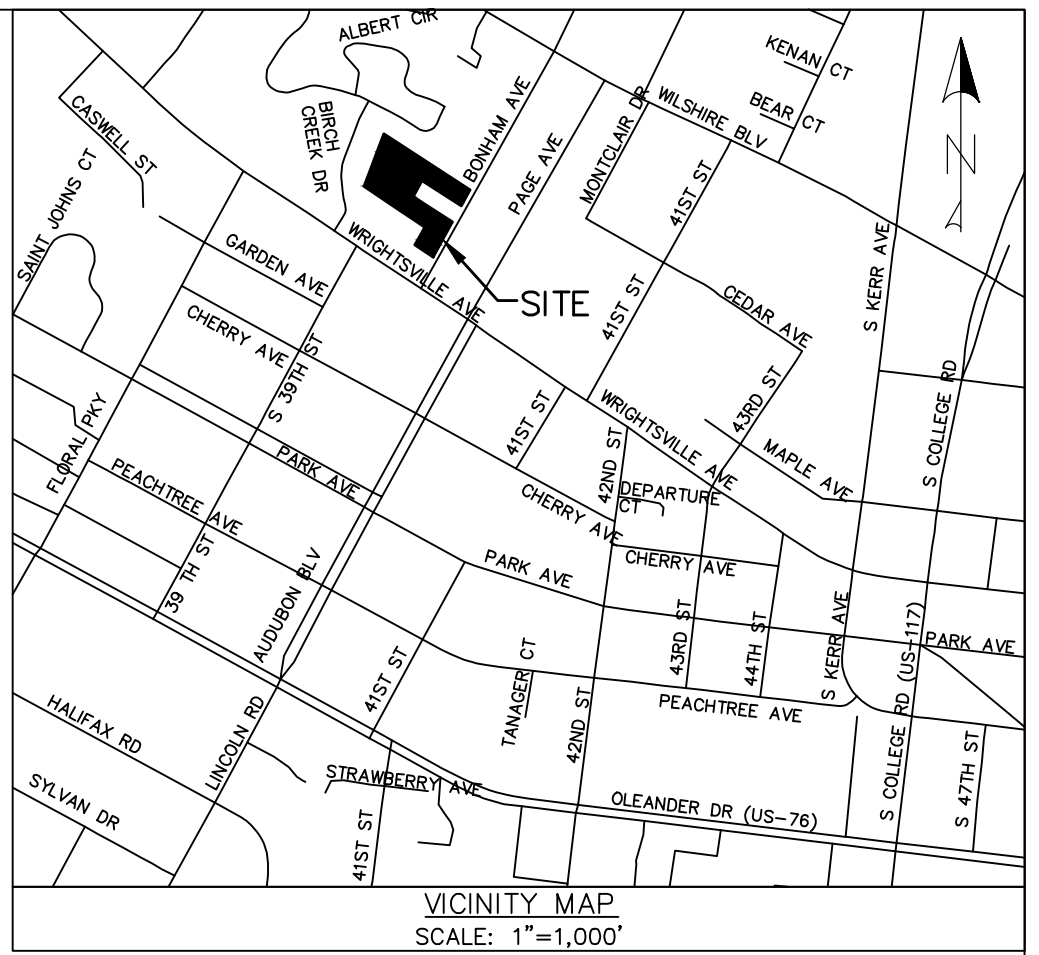 ALBERT CIR
KENAN CT
BEAR CT
WILSHIRE BLV
MONTCLAIR DR
BONHAM AVE
PAGE AVE
BIRCH
CREEK DR
CASWELL ST
SAINT JOHNS CT
41ST ST
S KERR AVE
N
GARDEN AVE
WRIGHTSVILLE AVE
SITE
CEDAR AVE
41ST ST
CHERRY AVE
S 39TH ST
43RD ST
S COLLEGE RD
41ST ST
WRIGHTSVILLE AVE
MAPLE AVE
FLORAL PKY
PARK AVE
42ND ST
DEPARTURE
CT
PEACHTREE AVE
CHERRY AVE
CHERRY AVE
39 TH ST
AUDUBON BLV
PARK AVE
43RD ST
44TH ST
S KERR AVE
PARK AVE
41ST ST
TANAGER CT
42ND ST
PEACHTREE AVE
S COLLEGE RD (US-117)
HALIFAX RD
LINCOLN RD
STRAWBERRY AVE
SYLVAN DR
41ST ST
OLEANDER DR (US-76)
S 47TH ST
VICINITY MAP
SCALE: 1"=1,000'